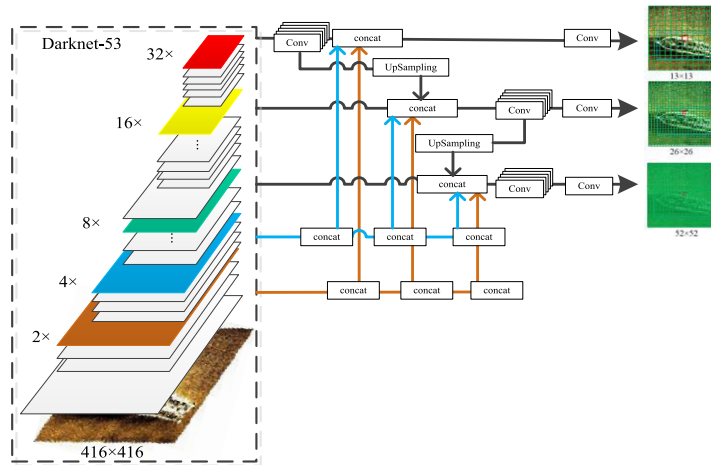 Darknet-53
32×
16×
8×
4×
2×
416×416
Conv
concat
Conv
UpSampling
13×13
concat
Conv
Conv
UpSampling
26×26
concat
Conv
Conv
52×52
concat
concat
concat
concat
concat
concat
⋮
⋮